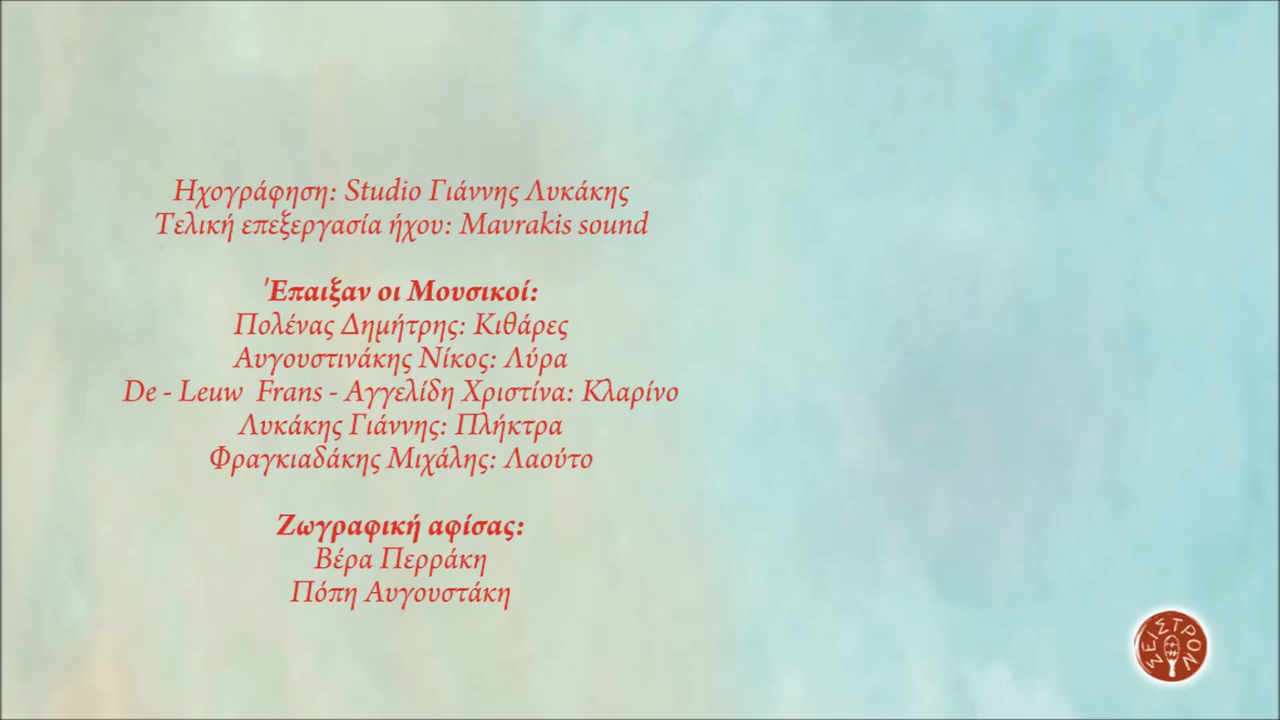 Ηχογράφηση: Studio Γιάννης Λυκάκης
Τελική επεξεργασία ήχου: Mavrakis sound
Έπαιξαν οι Μουσικοί:
Πολένας Δημήτρης: Κιθάρες
Αυγουστινάκης Νίκος: Λύρα
De - Leuw Frans - Αγγελίδη Χριστίνα: Κλαρίνο
Λυκάκης Γιάννης: Πλήκτρα
Φραγκιαδάκης Μιχάλης: Λαούτο
Ζωγραφική αφίσας:
Βέρα Περράκη
Πόπη Αυγουστάκη
ΣΕΙΣΤΡΟΝ